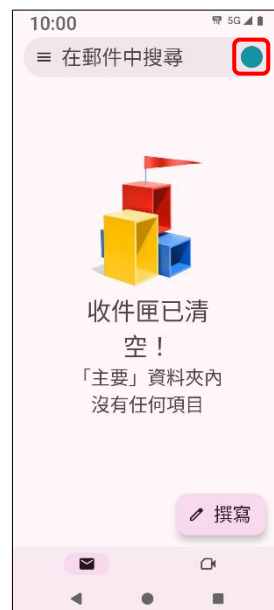 10:00 5G
在郵件中搜尋
收件匣已清
空！
「主要」資料夾內
沒有任何項目
撰寫